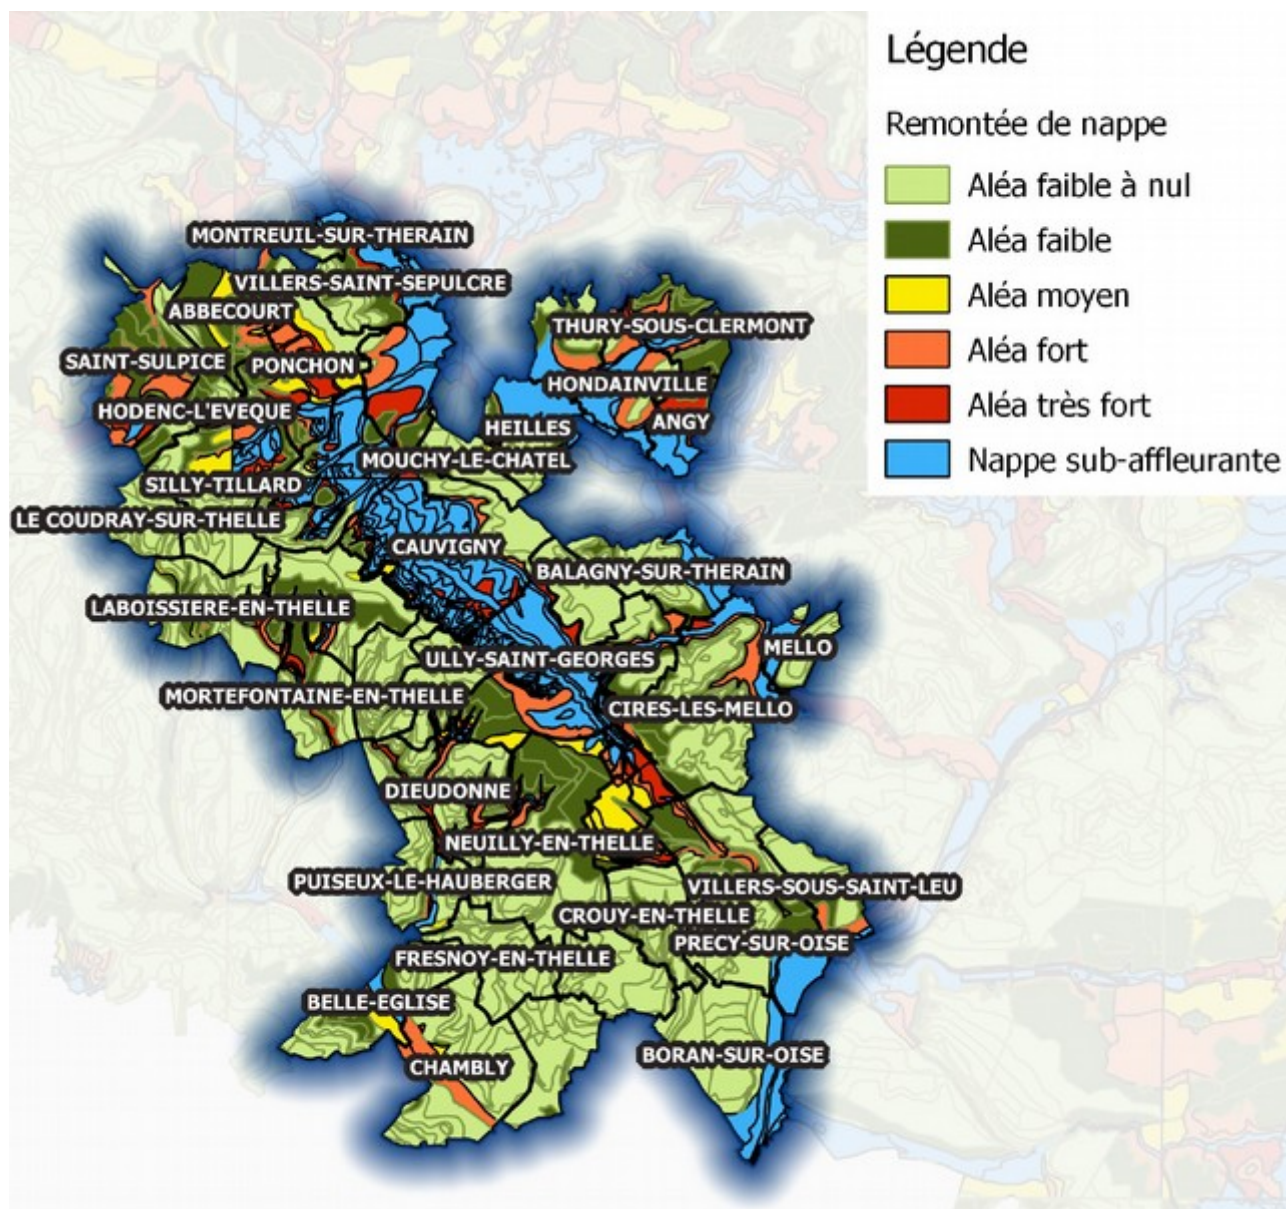 Légende
Remontée de nappe
Aléa faible à nul
Aléa faible
Aléa moyen
Aléa fort
Aléa très fort
Nappe sub-affleurante
MONTREUIL-SUR-THERAIN
VILLERS-SAINT-SEPULCRE
ABBECOURT
THURY-SOUS-CLERMONT
SAINT-SULPICE
PONCHON
HONDAINVILLE
HODENC-L'EVEQUE
HEILLES
ANGY
MOUCHY-LE-CHATEL
SILLY-TILLARD
LE COUDRAY-SUR-THELLE
CAUVIGNY
BALAGNY-SUR-THERAIN
LABOISSIERE-EN-THELLE
MELLO
ULLY-SAINT-GEORGES
MORTEFONTAINE-EN-THELLE
CIRES-LES-MELLO
DIEUDONNE
NEUILLY-EN-THELLE
PUISEUX-LE-HAUBERGER
VILLERS-SOUS-SAINT-LEU
CROUY-EN-THELLE
PRECY-SUR-OISE
FRESNOY-EN-THELLE
BELLE-EGLISE
BORAN-SUR-OISE
CHAMBLY